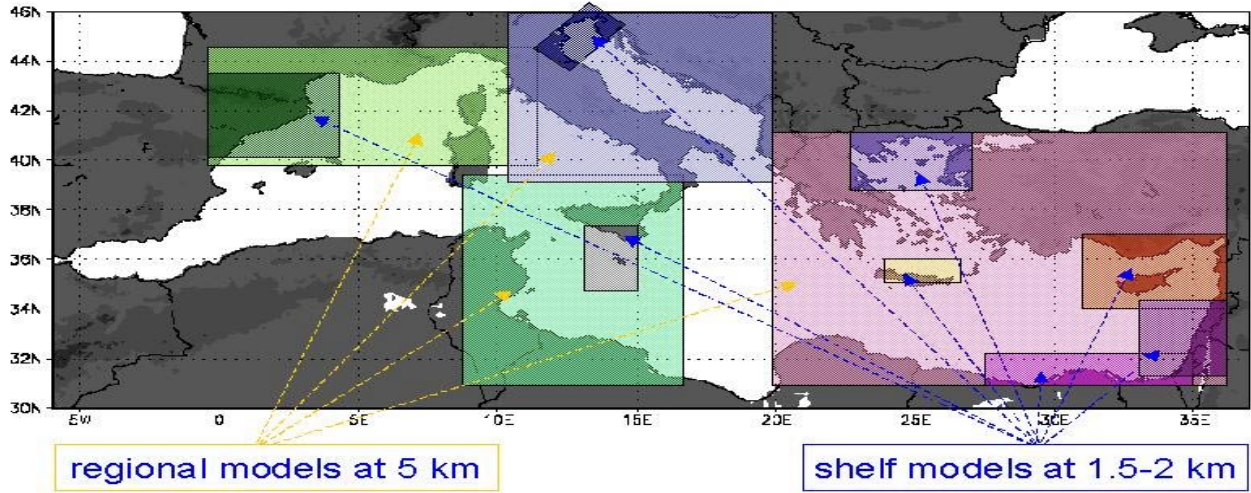 46N
44N
42N
40N
38N
36N
34N
32N
30N
5W 0 5E 10E 15E 20E 25E 30E 35E
regional models at 5 km
shelf models at 1.5-2 km